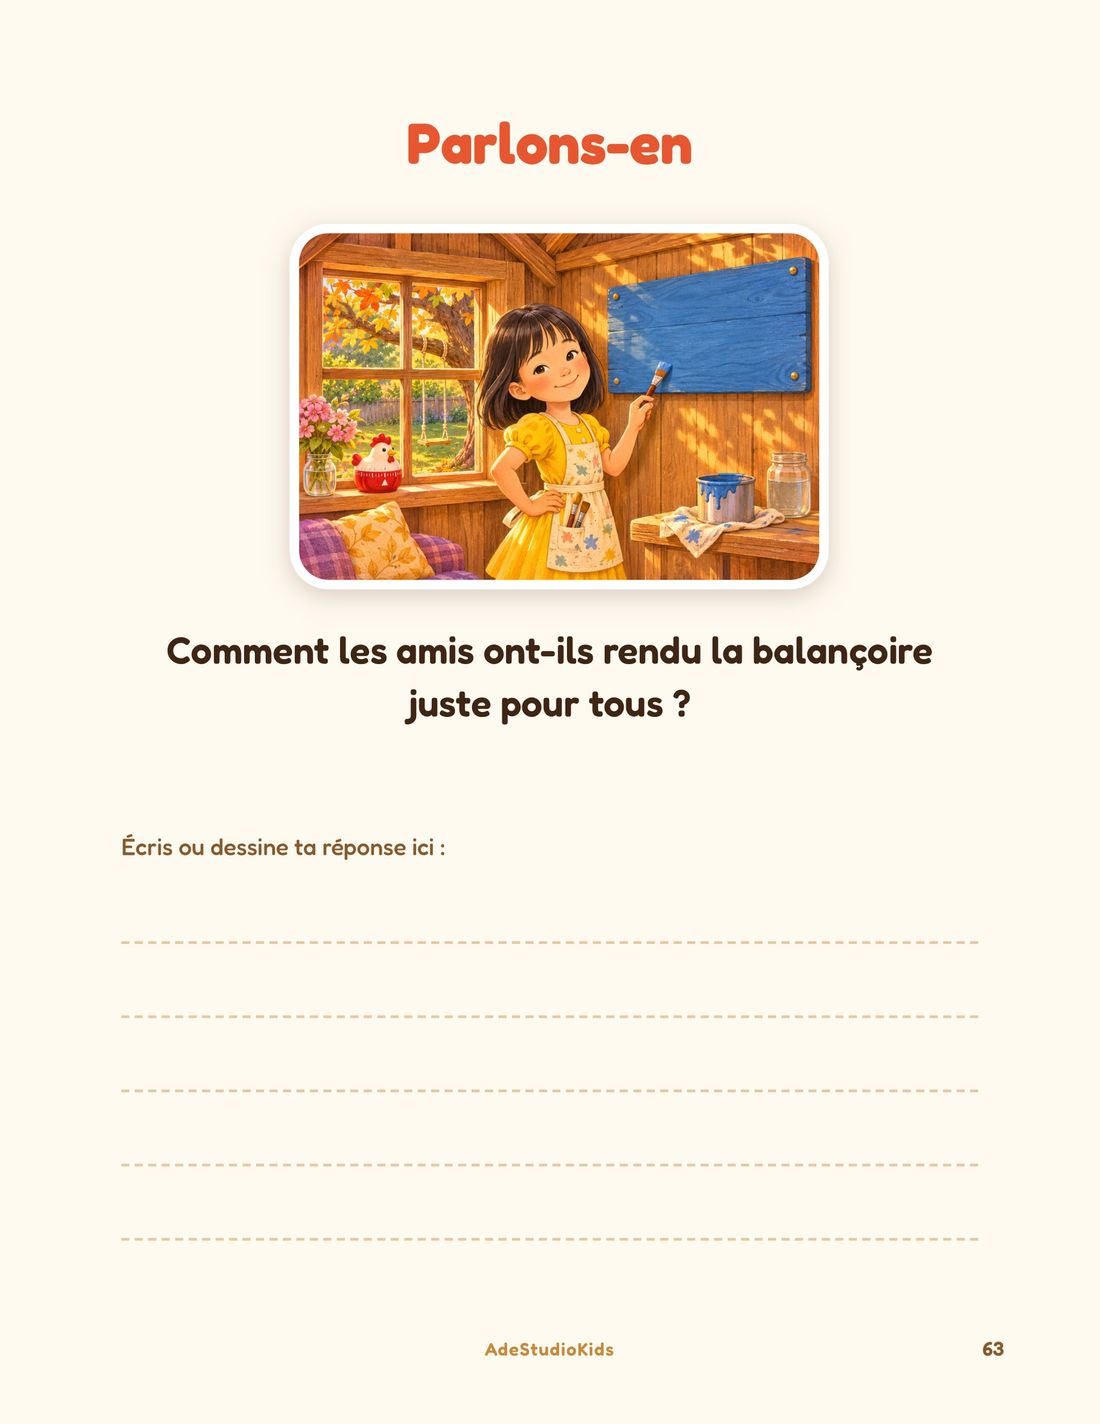 Parlons-en
Comment les amis ont-ils rendu la balançoire
juste pour tous ?
Écris ou dessine ta réponse ici :
AdeStudioKids
63